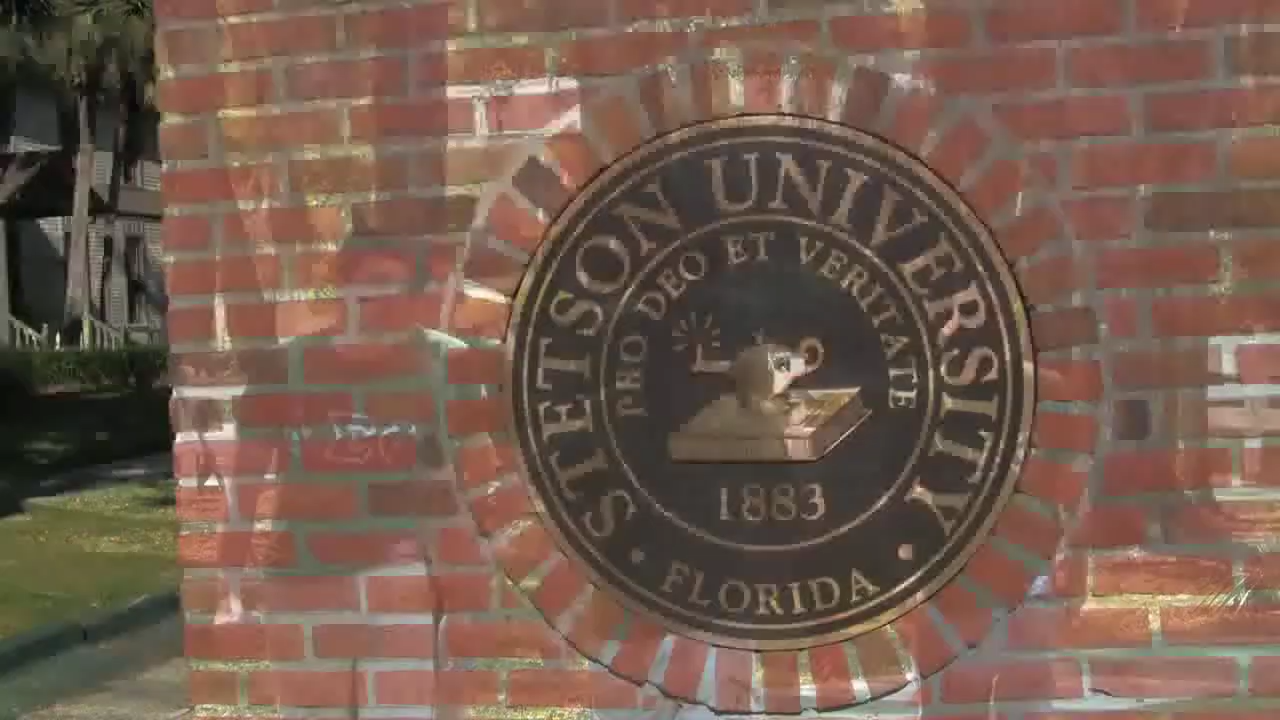 STETSON UNIVERSITY
PRO DEO ET VERITATE
1883
• FLORIDA •